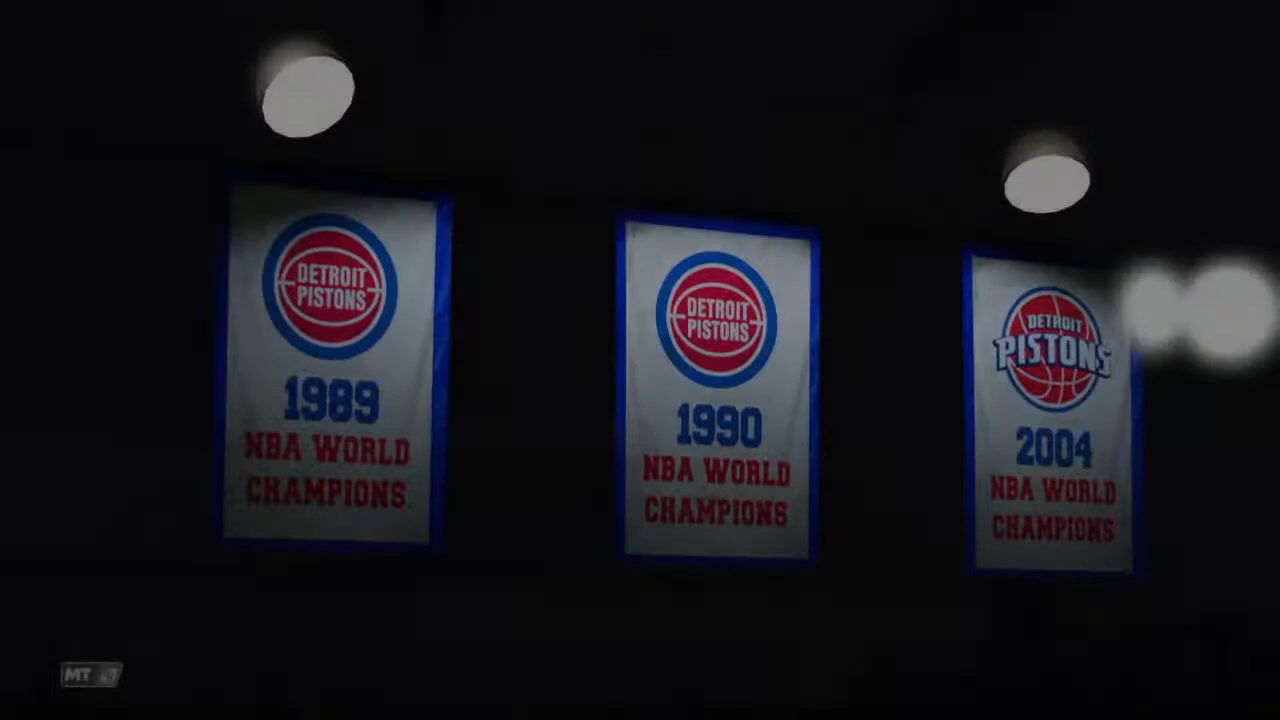 DETROIT
PISTONS
1989
NBA WORLD
CHAMPIONS
DETROIT
PISTONS
1990
NBA WORLD
CHAMPIONS
DETROIT
PISTONS
2004
NBA WORLD
CHAMPIONS
MT